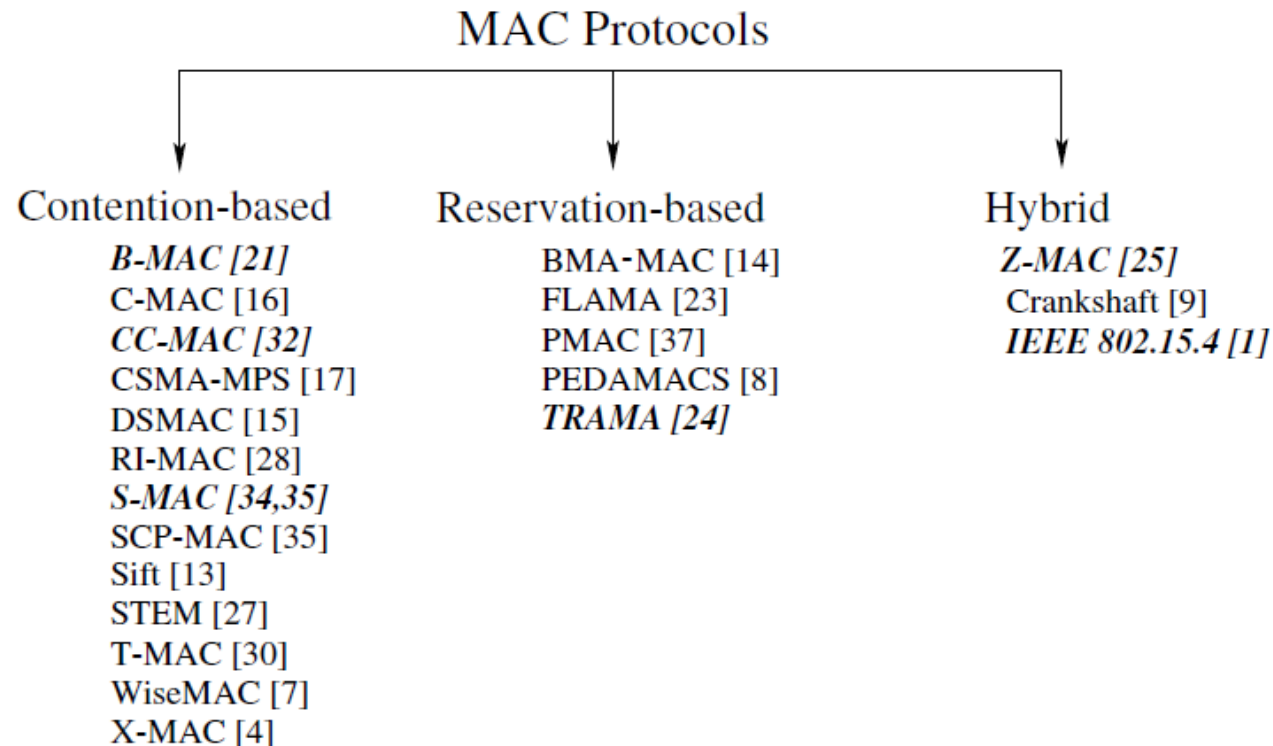 MAC Protocols
Contention-based
B-MAC [21]
C-MAC [16]
CC-MAC [32]
CSMA-MPS [17]
DSMAC [15]
RI-MAC [28]
S-MAC [34,35]
SCP-MAC [35]
Sift [13]
STEM [27]
T-MAC [30]
WiseMAC [7]
X-MAC [4]
Reservation-based
BMA-MAC [14]
FLAMA [23]
PMAC [37]
PEDAMACS [8]
TRAMA [24]
Hybrid
Z-MAC [25]
Crankshaft [9]
IEEE 802.15.4 [1]